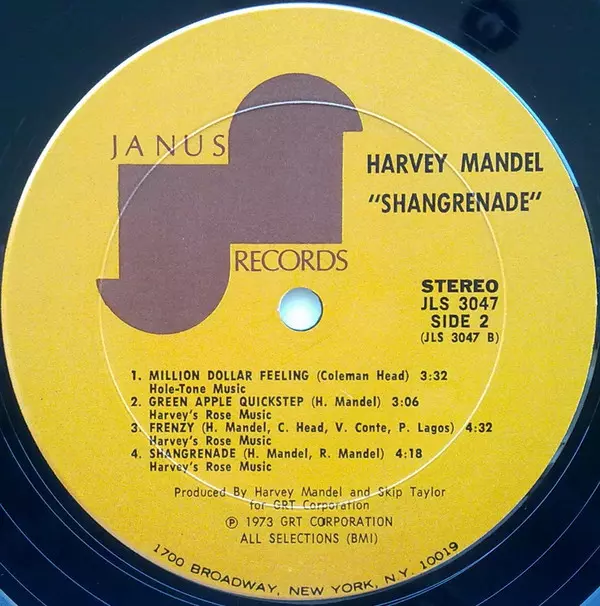 JANUS
RECORDS
HARVEY MANDEL
"SHANGRENADE"
STEREO
JLS 3047
SIDE 2
(JLS 3047 B)
1. MILLION DOLLAR FEELING (Coleman Head) 3:32
Hole-Tone Music
2. GREEN APPLE QUICKSTEP (H. Mandel) 3:06
Harvey's Rose Music
3. FRENZY (H. Mandel, C. Head, V. Conte, P. Lagos) 4:32
Harvey's Rose Music
4. SHANGRENADE (H. Mandel, R. Mandel) 4:18
Harvey's Rose Music
Produced By Harvey Mandel and Skip Taylor
for GRT Corporation
℗ 1973 GRT CORPORATION
ALL SELECTIONS (BMI)
1700 BROADWAY, NEW YORK, N.Y. 10019